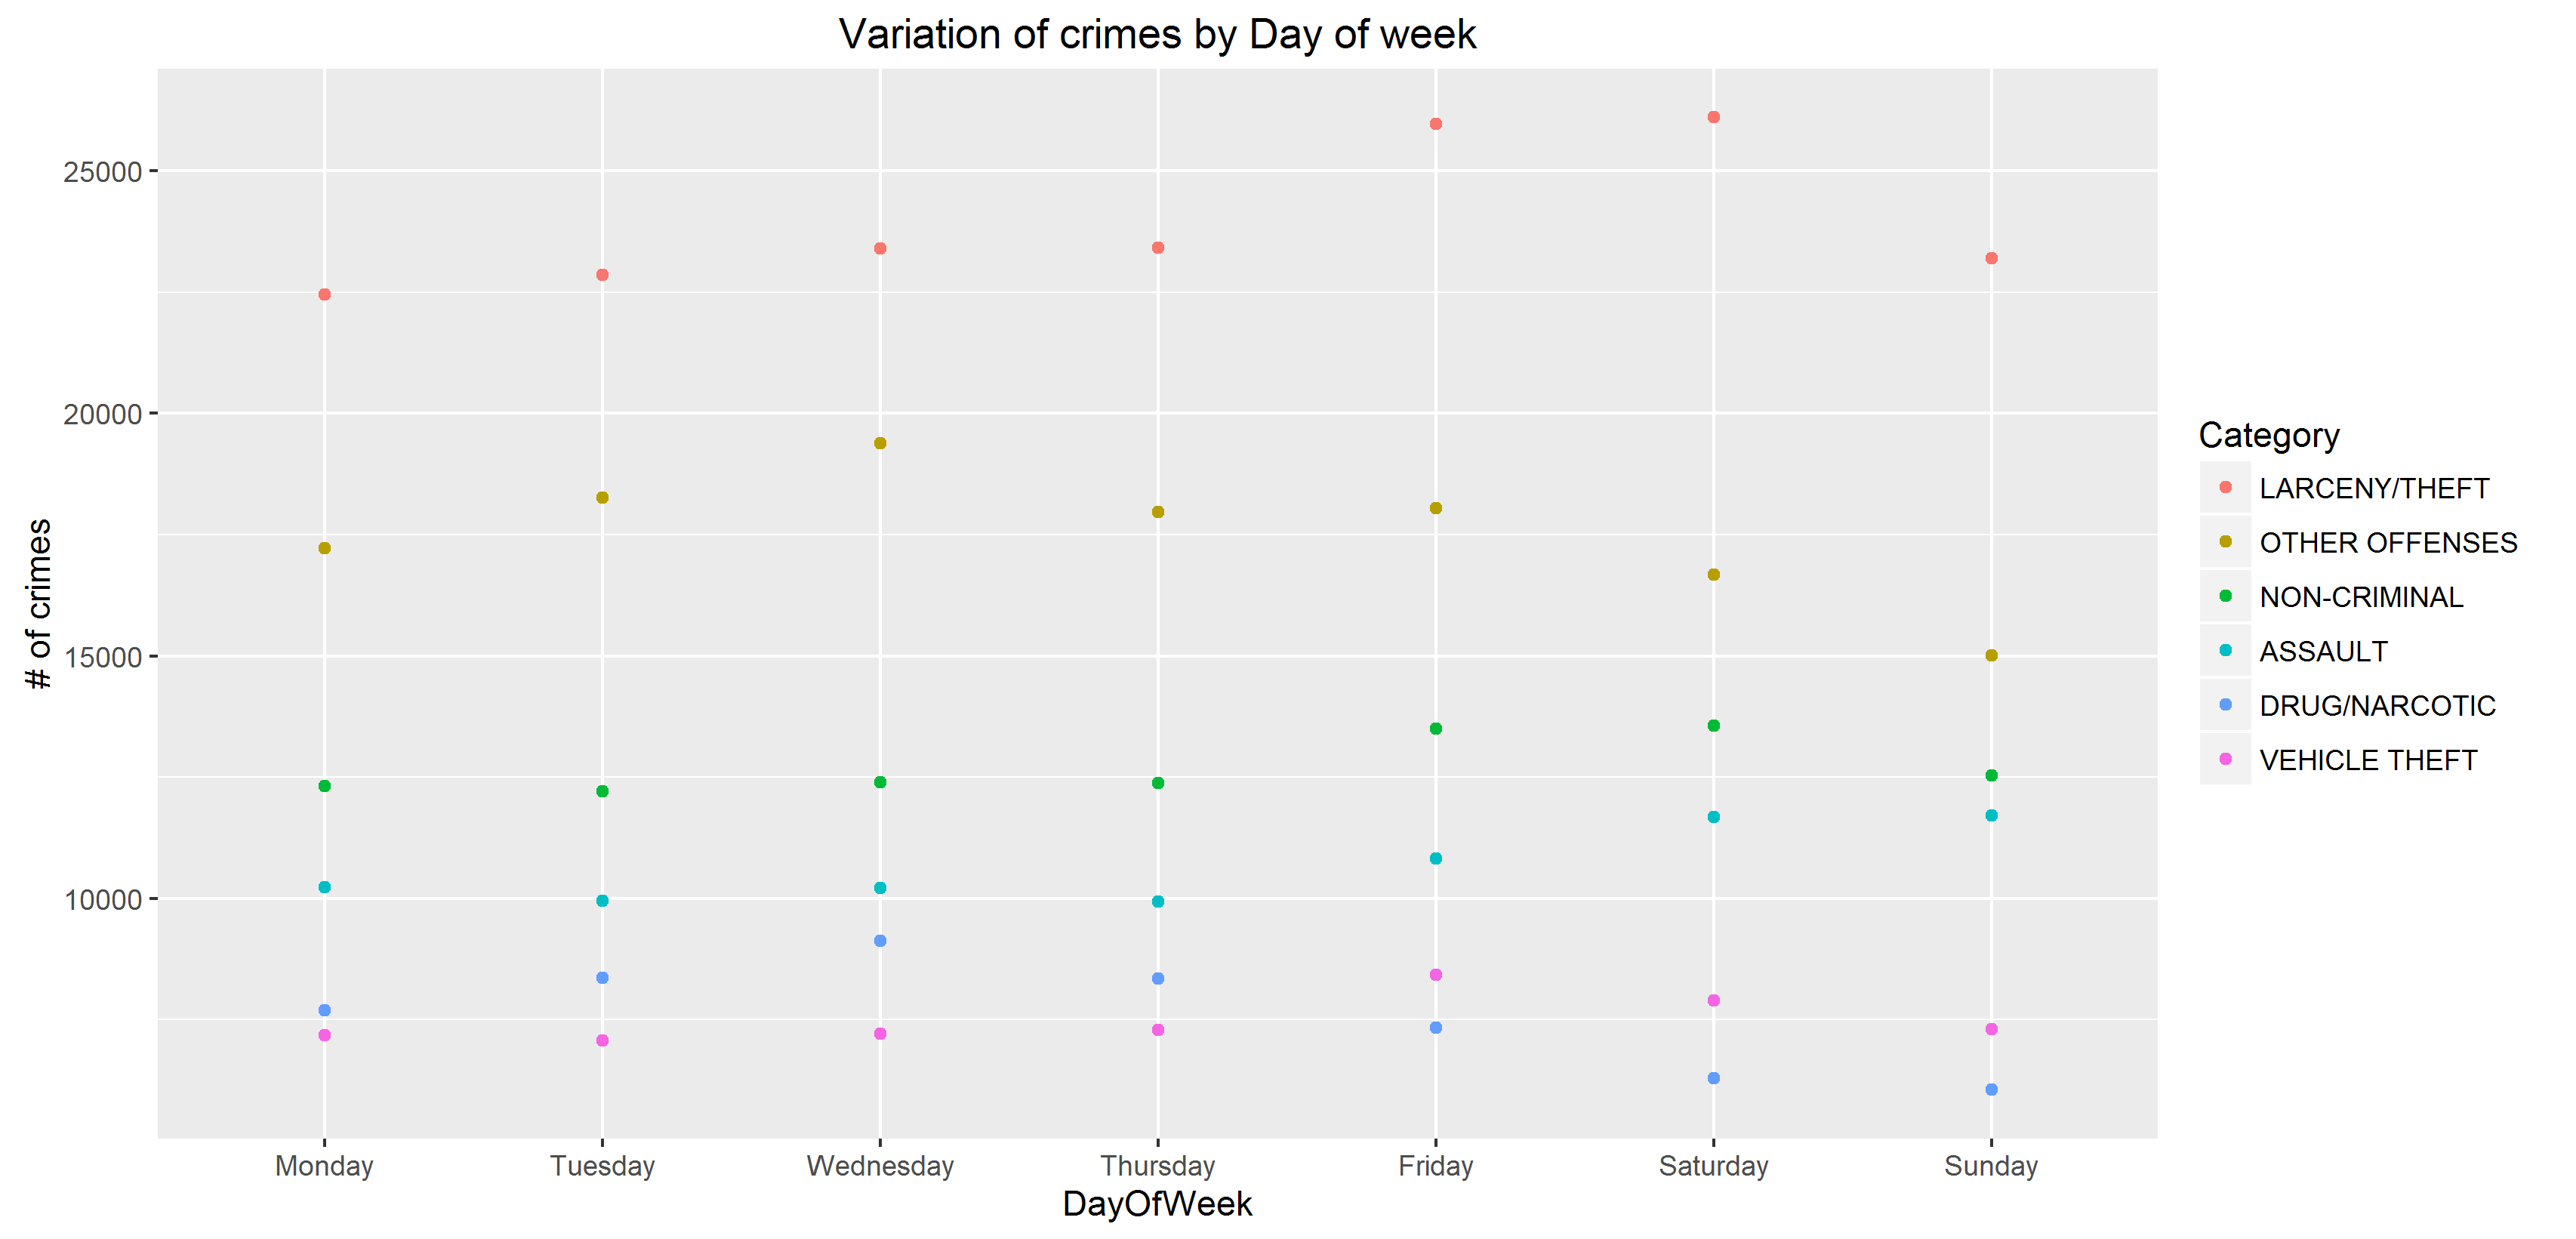 Variation of crimes by Day of week
# of crimes
25000
20000
15000
10000
Monday Tuesday Wednesday Thursday Friday Saturday Sunday
DayOfWeek
Category
LARCENY/THEFT
OTHER OFFENSES
NON-CRIMINAL
ASSAULT
DRUG/NARCOTIC
VEHICLE THEFT